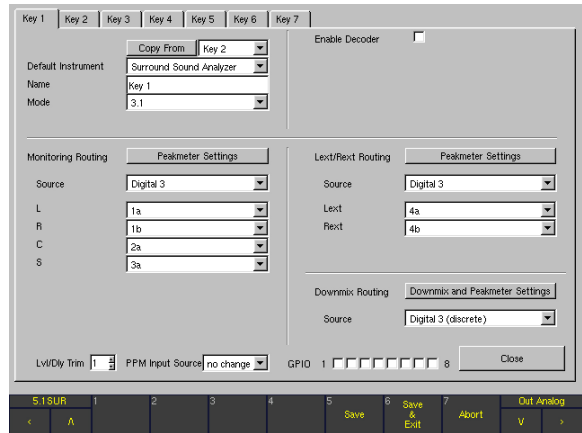 Key 1 Key 2 Key 3 Key 4 Key 5 Key 6 Key 7
Copy From Key 2
Enable Decoder
Default Instrument Surround Sound Analyzer
Name Key 1
Mode 3.1
Monitoring Routing Peakmeter Settings
Lext/Rext Routing Peakmeter Settings
Source Digital 3
Source Digital 3
L 1a
Lext 4a
R 1b
Rext 4b
C 2a
S 3a
Downmix Routing Downmix and Peakmeter Settings
Source Digital 3 (discrete)
Lvl/Dly Trim 1 PPM Input Source no change GPIO 1 8 Close
5.1SUR 1 2 3 4 5 6 7 Out Analog
< Λ Save Save & Exit Abort V >